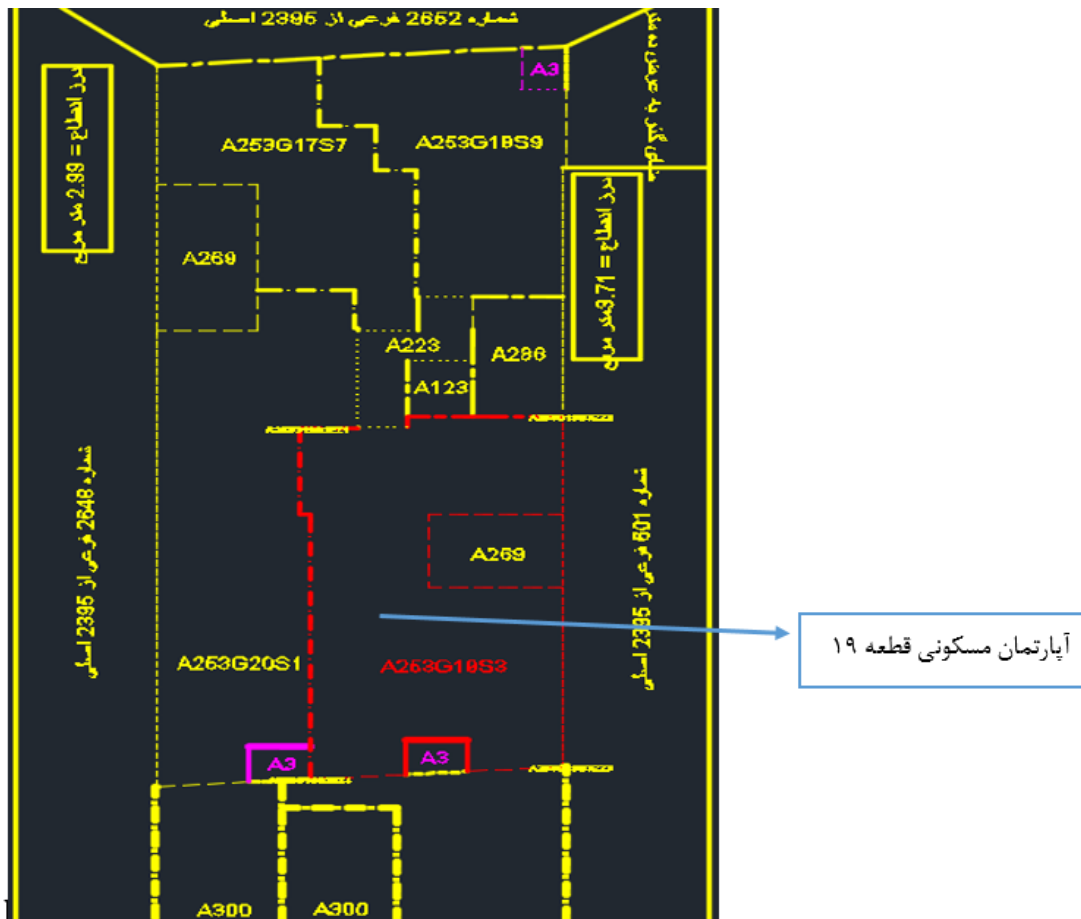 شماره 2652 فرعی از 2395 اصلی
A3
درز انقطاع = 2.99 متر مربع
A253G17S7
A253G18S9
درز انقطاع = 3.71 متر مربع
A269
A223
A286
A123
شماره 2648 فرعی از 2395 اصلی
شماره 601 فرعی از 2395 اصلی
A269
آپارتمان مسکونی قطعه ۱۹
A253G20S1
A253G19S3
A3
A3
A300
A300